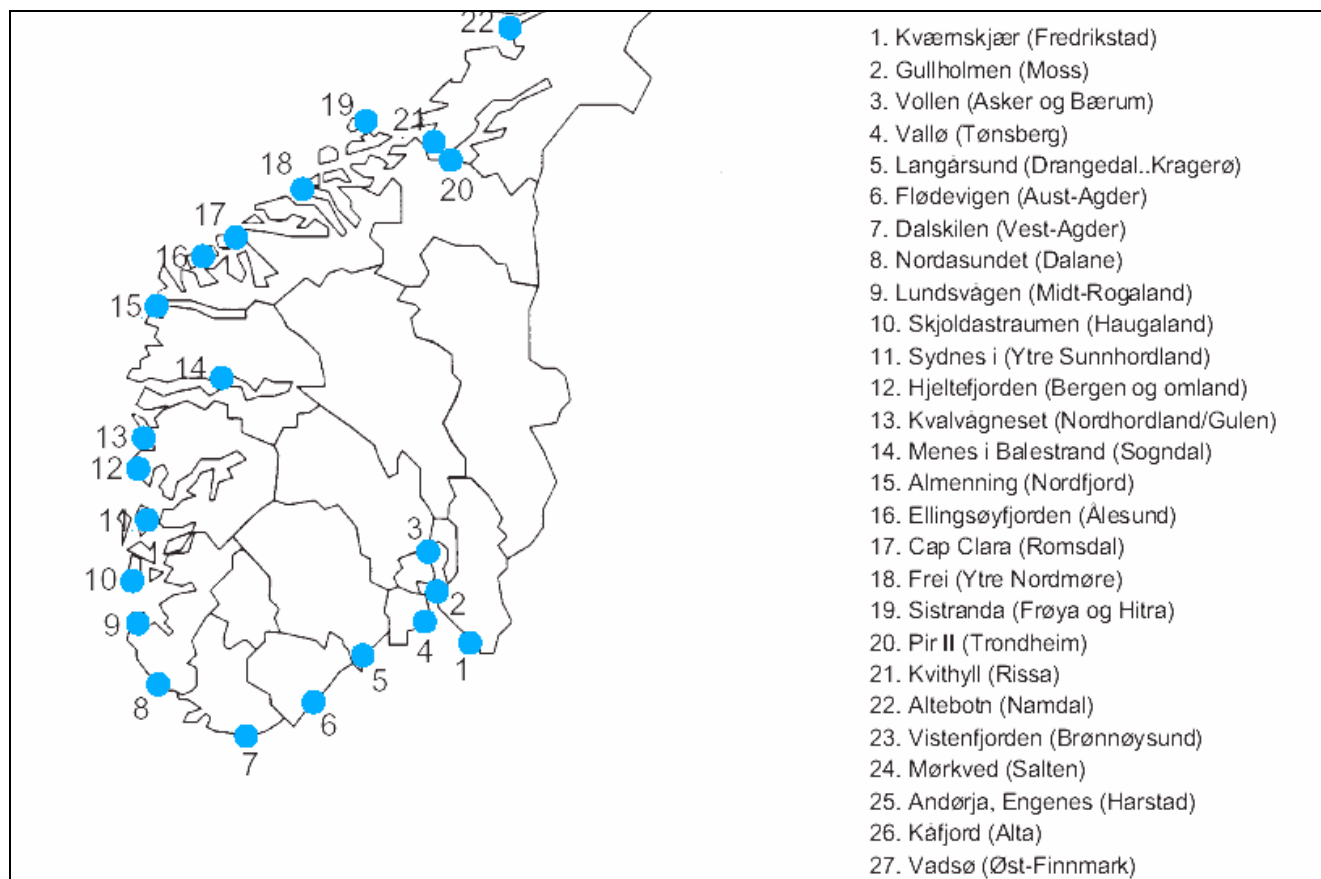 22
19
21
18
20
17
16
15
14
13
12
11
3
10
2
9
4
1
5
8
6
7
1. Kværnskjær (Fredrikstad)
2. Gullholmen (Moss)
3. Vollen (Asker og Bærum)
4. Vallø (Tønsberg)
5. Langårsund (Drangedal..Kragerø)
6. Flødevigen (Aust-Agder)
7. Dalskilen (Vest-Agder)
8. Nordasundet (Dalane)
9. Lundsvågen (Midt-Rogaland)
10. Skjoldastraumen (Haugaland)
11. Sydnes i (Ytre Sunnhordland)
12. Hjeltefjorden (Bergen og omland)
13. Kvalvågneset (Nordhordland/Gulen)
14. Menes i Balestrand (Sogndal)
15. Almenning (Nordfjord)
16. Ellingsøyfjorden (Ålesund)
17. Cap Clara (Romsdal)
18. Frei (Ytre Nordmøre)
19. Sistranda (Frøya og Hitra)
20. Pir II (Trondheim)
21. Kvithyll (Rissa)
22. Altebotn (Namdal)
23. Vistenfjorden (Brønnøysund)
24. Mørkved (Salten)
25. Andørja, Engenes (Harstad)
26. Kåfjord (Alta)
27. Vadsø (Øst-Finnmark)